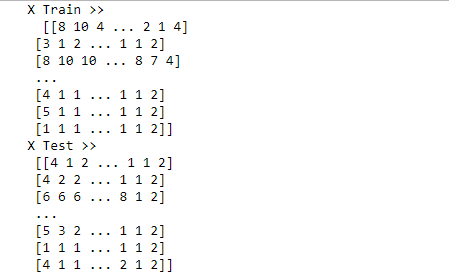 X Train >>
[[8 10 4 ... 2 1 4]
[3 1 2 ... 1 1 2]
[8 10 10 ... 8 7 4]
...
[4 1 1 ... 1 1 2]
[5 1 1 ... 1 1 2]
[1 1 1 ... 1 1 2]]
X Test >>
[[4 1 2 ... 1 1 2]
[4 2 2 ... 1 1 2]
[6 6 6 ... 8 1 2]
...
[5 3 2 ... 1 1 2]
[1 1 1 ... 1 1 2]
[4 1 1 ... 2 1 2]]